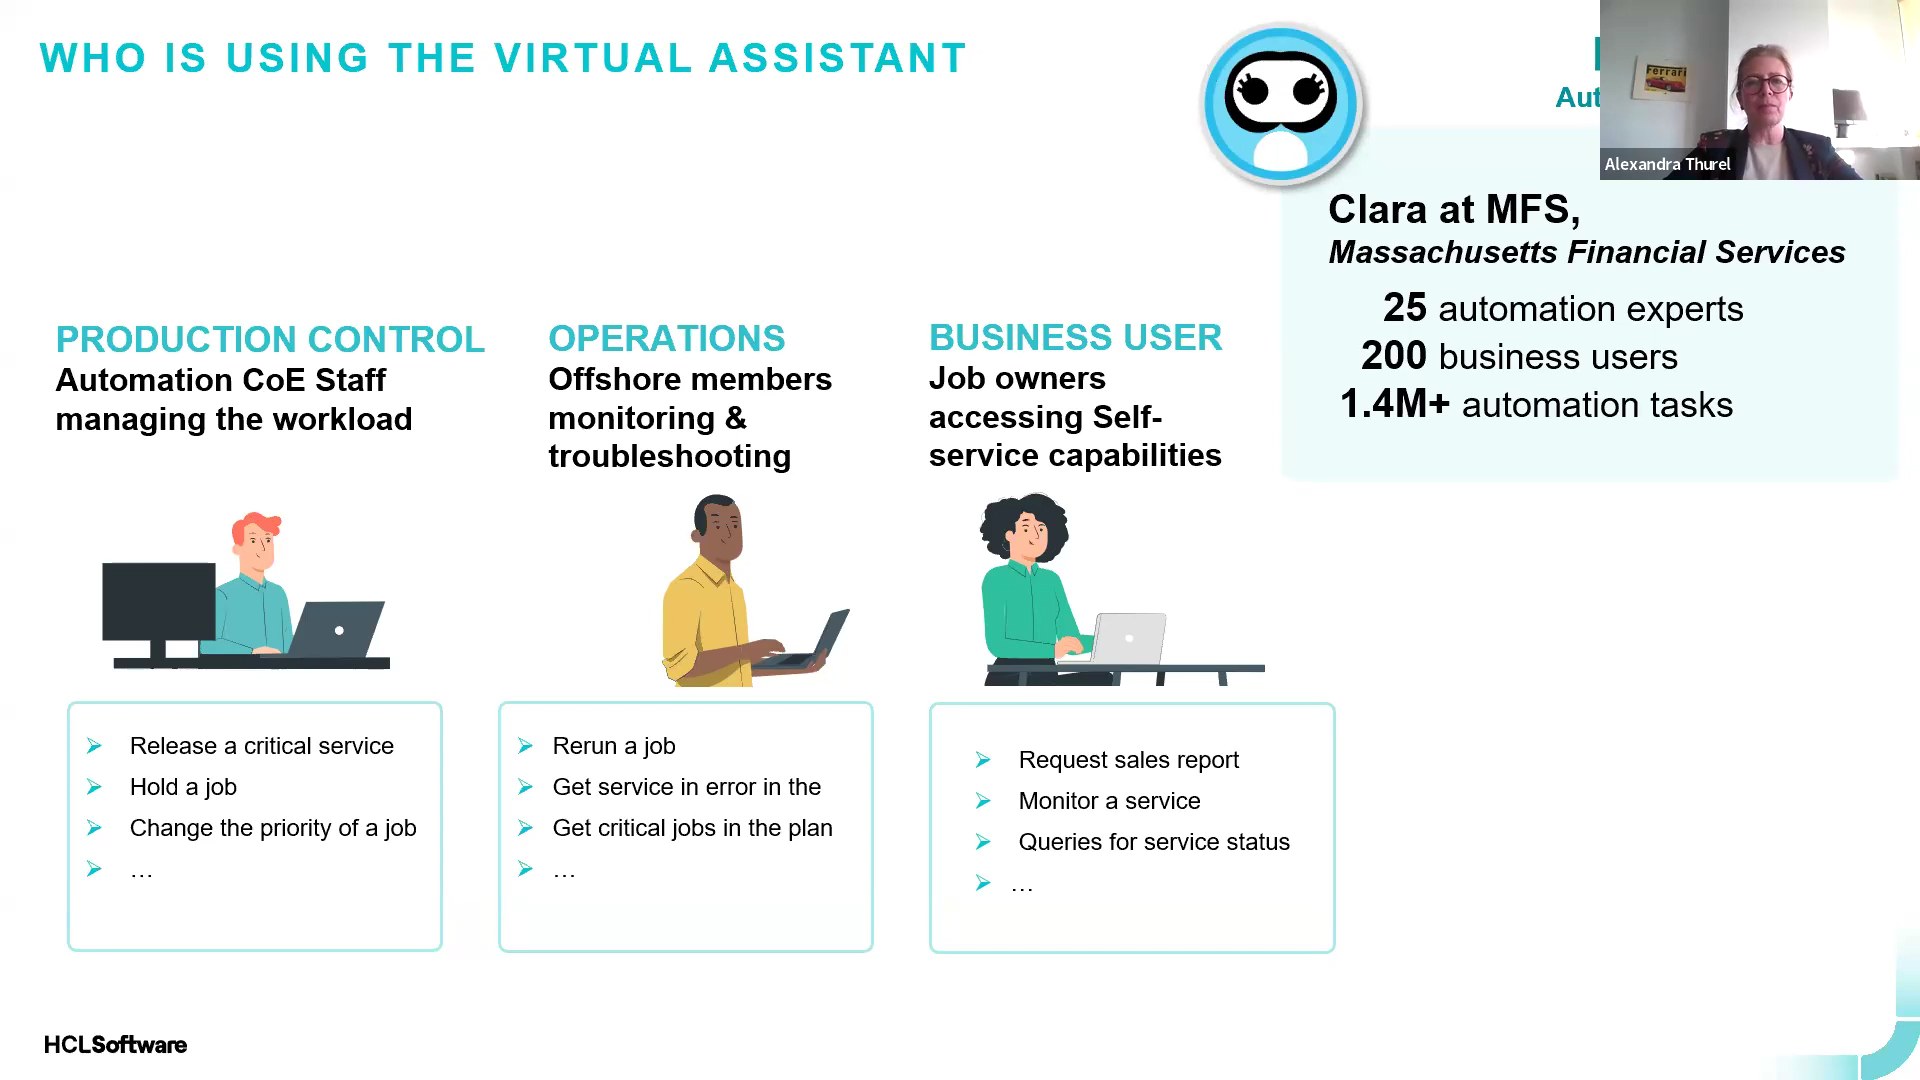 WHO IS USING THE VIRTUAL ASSISTANT
Ferrari
Alexandra Thurel
Clara at MFS,
Massachusetts Financial Services
25 automation experts
200 business users
1.4M+ automation tasks
PRODUCTION CONTROL
Automation CoE Staff
managing the workload
OPERATIONS
Offshore members
monitoring &
troubleshooting
BUSINESS USER
Job owners
accessing Self-
service capabilities
➢ Release a critical service
➢ Hold a job
➢ Change the priority of a job
➢ …
➢ Rerun a job
➢ Get service in error in the
➢ Get critical jobs in the plan
➢ …
➢ Request sales report
➢ Monitor a service
➢ Queries for service status
➢ …
HCLSoftware